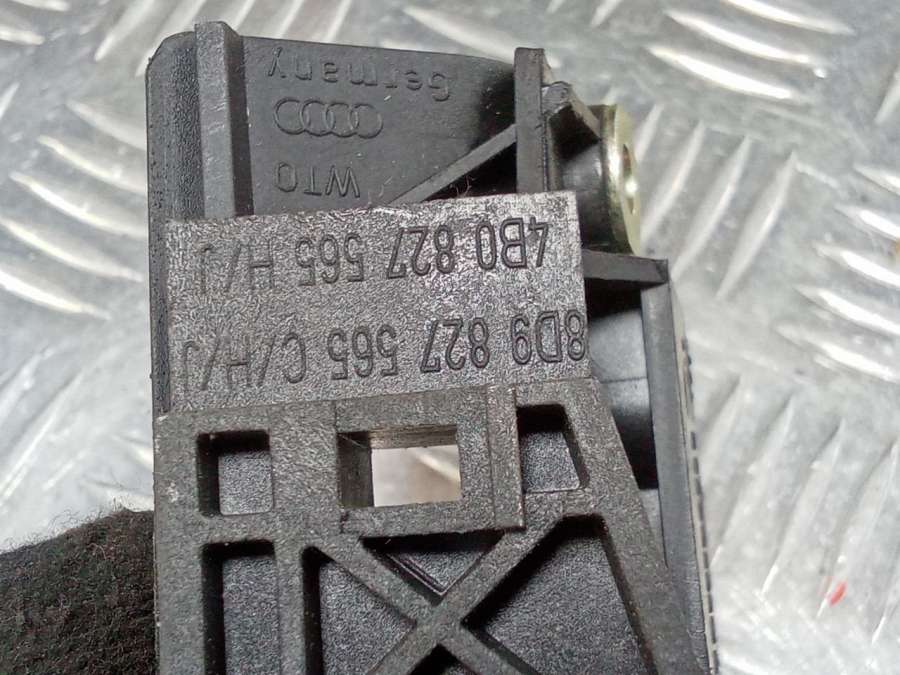 8D9 827 565 C/H/J
4B0 827 565 H/J
WTO
Germany